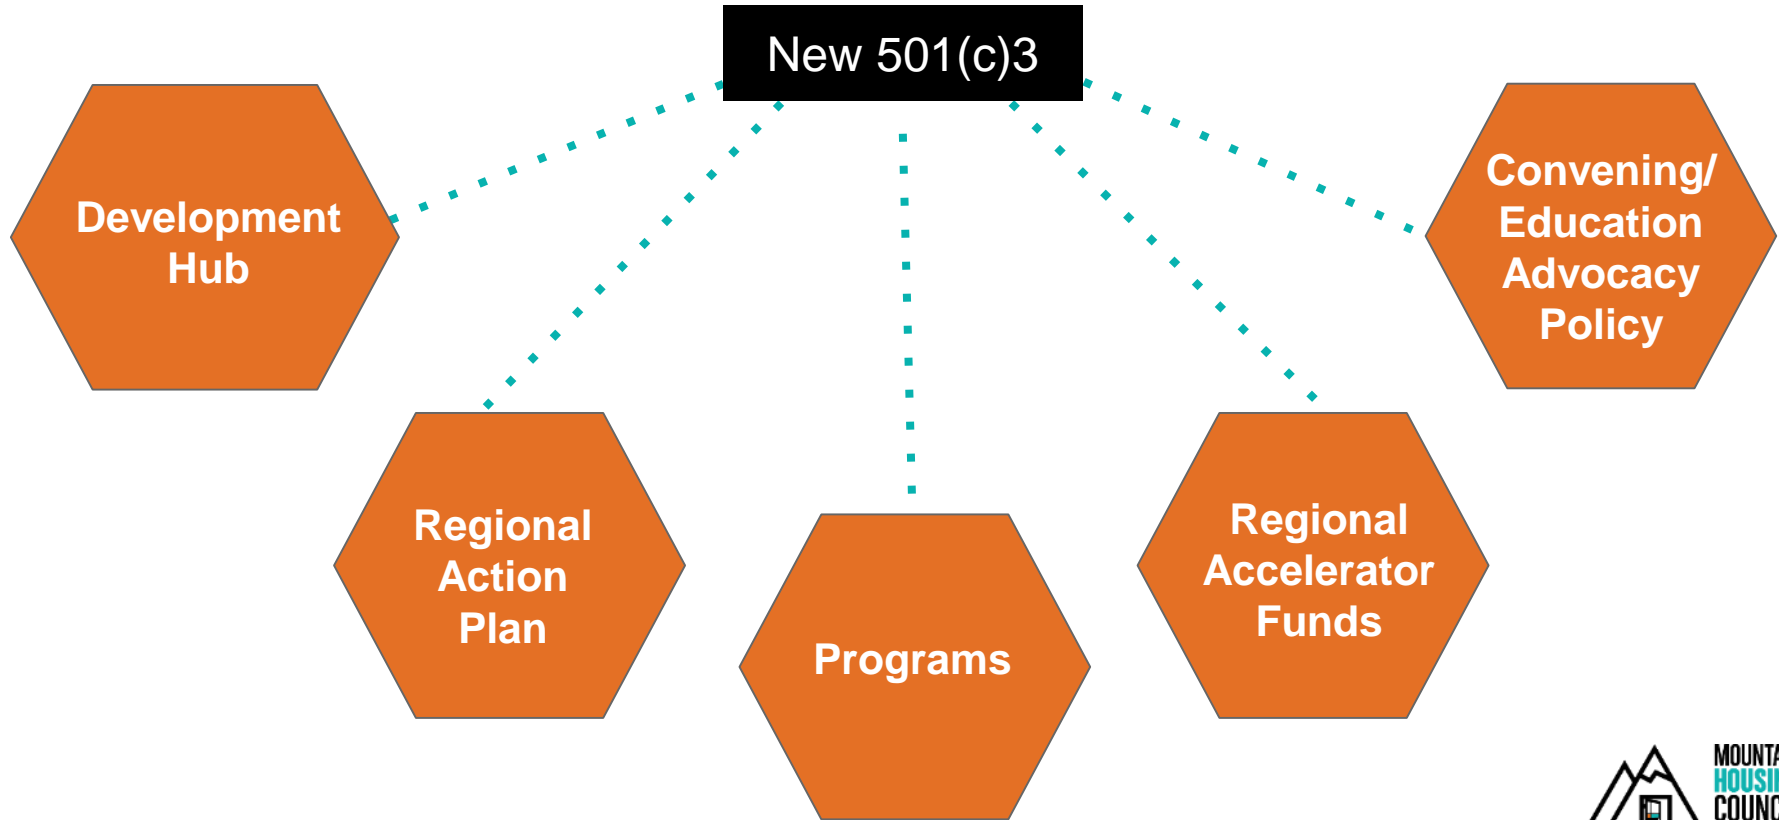 New 501(c)3
Development
Hub
Regional
Action
Plan
Programs
Regional
Accelerator
Funds
Convening/
Education
Advocacy
Policy